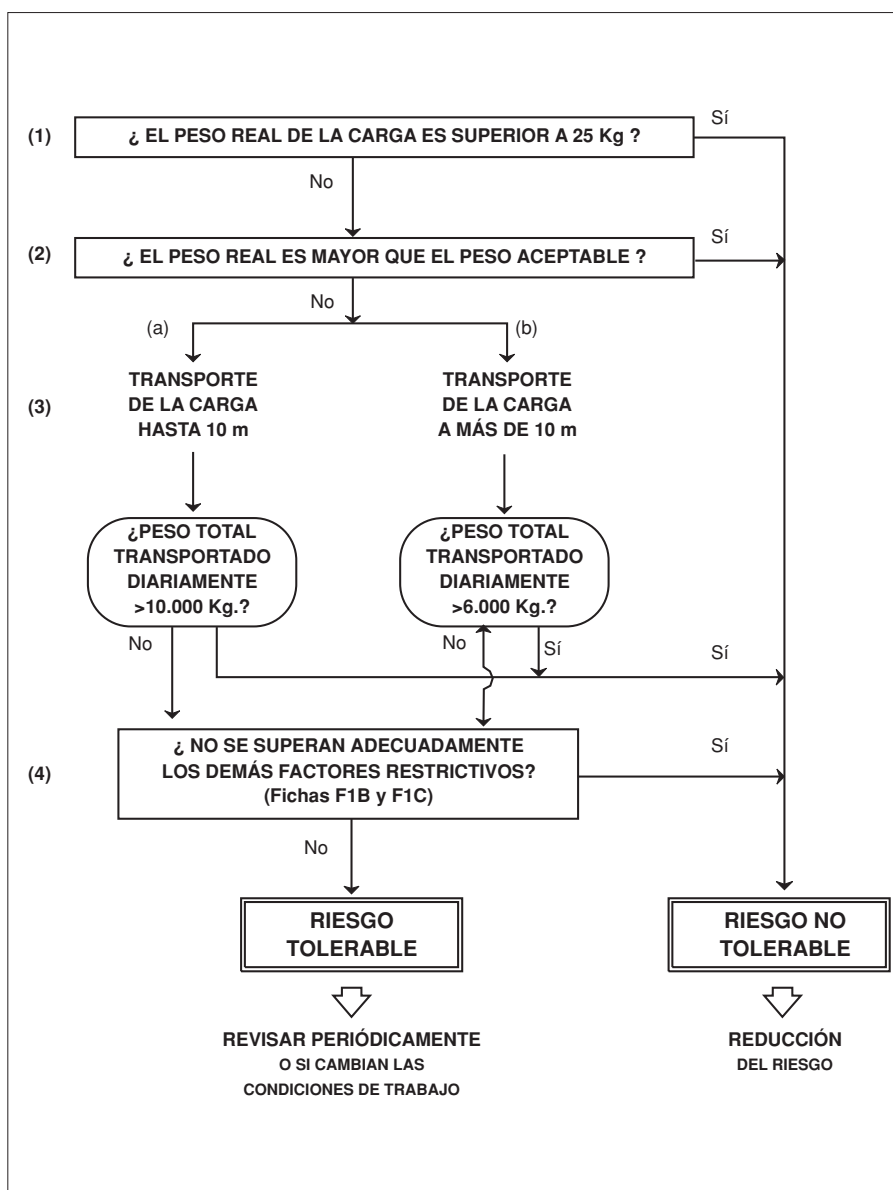 Sí
(1)
¿ EL PESO REAL DE LA CARGA ES SUPERIOR A 25 Kg ?
No
Sí
(2)
¿ EL PESO REAL ES MAYOR QUE EL PESO ACEPTABLE ?
No
(a)
(b)
(3)
TRANSPORTE
DE LA CARGA
HASTA 10 m
TRANSPORTE
DE LA CARGA
A MÁS DE 10 m
¿PESO TOTAL
TRANSPORTADO
DIARIAMENTE
>10.000 Kg.?
¿PESO TOTAL
TRANSPORTADO
DIARIAMENTE
>6.000 Kg.?
No
No
Sí
Sí
(4)
¿ NO SE SUPERAN ADECUADAMENTE
LOS DEMÁS FACTORES RESTRICTIVOS?
(Fichas F1B y F1C)
Sí
No
RIESGO
TOLERABLE
RIESGO NO
TOLERABLE
REVISAR PERIÓDICAMENTE
O SI CAMBIAN LAS
CONDICIONES DE TRABAJO
REDUCCIÓN
DEL RIESGO